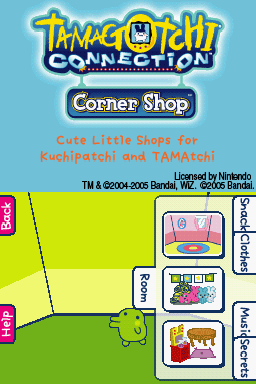 TAMAGOTCHI
CONNECTION
Corner Shop™
Cute Little Shops for
Kuchipatchi and TAMAtchi
Licensed by Nintendo
TM & ©2004-2005 Bandai, WiZ. ©2005 Bandai.
Back
Help
Room
Snack
Clothes
Music
Secrets